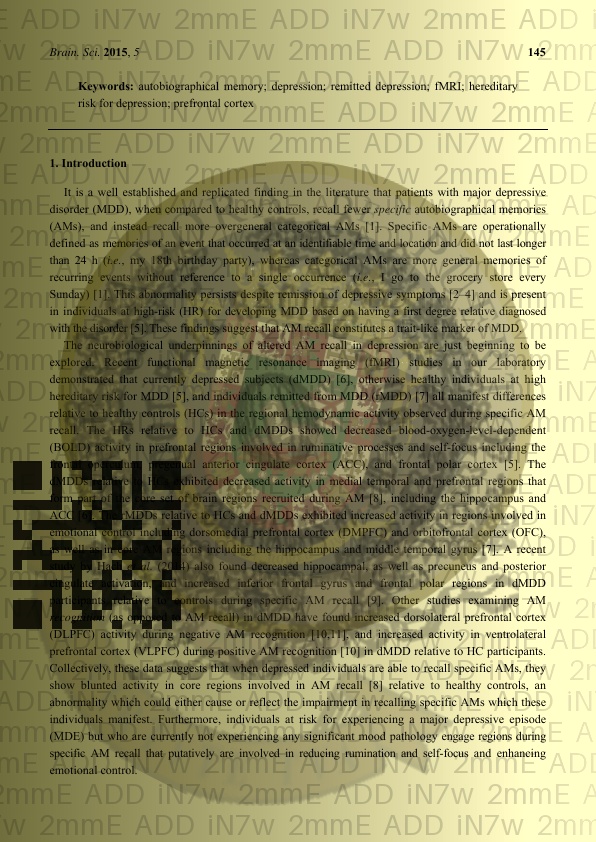 Brain. Sci. 2015, 5 145
Keywords: autobiographical memory; depression; remitted depression; fMRI; hereditary
risk for depression; prefrontal cortex
1. Introduction
It is a well established and replicated finding in the literature that patients with major depressive
disorder (MDD), when compared to healthy controls, recall fewer specific autobiographical memories
(AMs), and instead recall more overgeneral categorical AMs [1]. Specific AMs are operationally
defined as memories of an event that occurred at an identifiable time and location and did not last longer
than 24 h (i.e., my 18th birthday party), whereas categorical AMs are more general memories of
recurring events without reference to a single occurrence (i.e., I go to the grocery store every
Sunday) [1]. This abnormality persists despite remission of depressive symptoms [2–4] and is present
in individuals at high-risk (HR) for developing MDD based on having a first degree relative diagnosed
with the disorder [5]. These findings suggest that AM recall constitutes a trait-like marker of MDD.
The neurobiological underpinnings of altered AM recall in depression are just beginning to be
explored. Recent functional magnetic resonance imaging (fMRI) studies in our laboratory
demonstrated that currently depressed subjects (dMDD) [6], otherwise healthy individuals at high
hereditary risk for MDD [5], and individuals remitted from MDD (rMDD) [7] all manifest differences
relative to healthy controls (HCs) in the regional hemodynamic activity observed during specific AM
recall. The HRs relative to HCs and dMDDs showed decreased blood-oxygen-level-dependent
(BOLD) activity in prefrontal regions involved in ruminative processes and self-focus including the
frontal operculum, pregenual anterior cingulate cortex (ACC), and frontal polar cortex [5]. The
dMDDs relative to HCs exhibited decreased activity in medial temporal and prefrontal regions that
form part of the core set of brain regions recruited during AM [8], including the hippocampus and
ACC [6]. The rMDDs relative to HCs and dMDDs exhibited increased activity in regions involved in
emotional control including dorsomedial prefrontal cortex (DMPFC) and orbitofrontal cortex (OFC),
as well as in core AM regions including the hippocampus and middle temporal gyrus [7]. A recent
study by et al. also found decreased hippocampal, as well as precuneus and posterior
cingulate activation, and increased inferior frontal gyrus and frontal polar regions in dMDD
participants relative to controls during specific AM recall [9]. Other studies examining AM
recognition (as opposed to AM recall) in dMDD have found increased dorsolateral prefrontal cortex
(DLPFC) activity during negative AM recognition [10,11], and increased activity in ventrolateral
prefrontal cortex (VLPFC) during positive AM recognition [10] in dMDD relative to HC participants.
Collectively, these data suggests that when depressed individuals are able to recall specific AMs, they
show blunted activity in core regions involved in AM recall [8] relative to healthy controls, an
abnormality which could either cause or reflect the impairment in recalling specific AMs which these
individuals manifest. Furthermore, individuals at risk for experiencing a major depressive episode
(MDE) but who are currently not experiencing any significant mood pathology engage regions during
specific AM recall that putatively are involved in reducing rumination and self-focus and enhancing
emotional control.
2mmE ADD iN7w